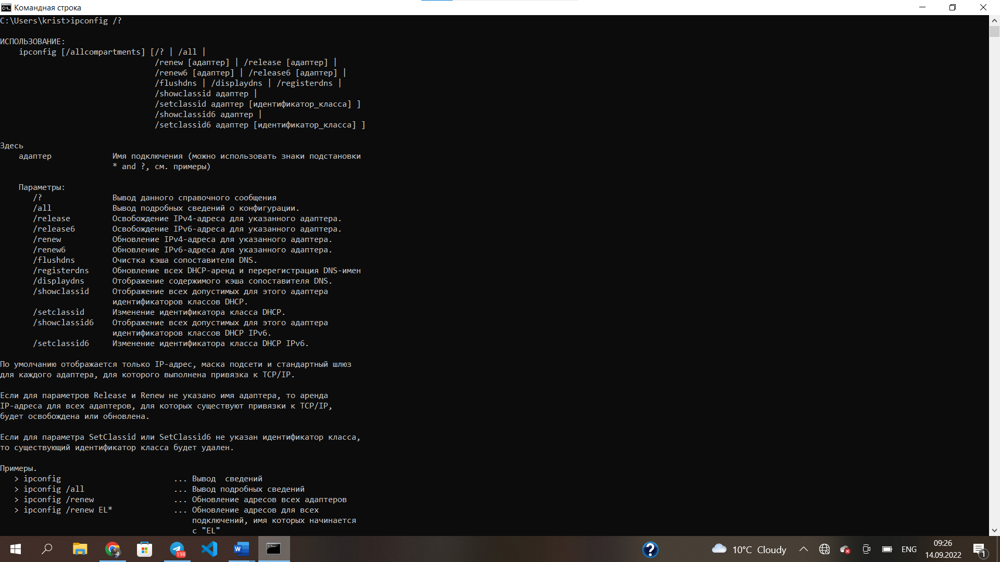 Командная строка
C:\Users\krist>ipconfig /?
ИСПОЛЬЗОВАНИЕ:
ipconfig [/allcompartments] [/? | /all |
/renew [адаптер] | /release [адаптер] |
/renew6 [адаптер] | /release6 [адаптер] |
/flushdns | /displaydns | /registerdns |
/showclassid адаптер |
/setclassid адаптер [идентификатор_класса] ]
/showclassid6 адаптер |
/setclassid6 адаптер [идентификатор_класса] ]
Здесь
адаптер Имя подключения (можно использовать знаки подстановки
* and ?, см. примеры)
Параметры:
/? Вывод данного справочного сообщения
/all Вывод подробных сведений о конфигурации.
/release Освобождение IPv4-адреса для указанного адаптера.
/release6 Освобождение IPv6-адреса для указанного адаптера.
/renew Обновление IPv4-адреса для указанного адаптера.
/renew6 Обновление IPv6-адреса для указанного адаптера.
/flushdns Очистка кэша сопоставителя DNS.
/registerdns Обновление всех DHCP-аренд и перерегистрация DNS-имен
/displaydns Отображение содержимого кэша сопоставителя DNS.
/showclassid Отображение всех допустимых для этого адаптера
идентификаторов классов DHCP.
/setclassid Изменение идентификатора класса DHCP.
/showclassid6 Отображение всех допустимых для этого адаптера
идентификаторов классов DHCP IPv6.
/setclassid6 Изменение идентификатора класса DHCP IPv6.
По умолчанию отображается только IP-адрес, маска подсети и стандартный шлюз
для каждого адаптера, для которого выполнена привязка к TCP/IP.
Если для параметров Release и Renew не указано имя адаптера, то аренда
IP-адреса для всех адаптеров, для которых существуют привязки к TCP/IP,
будет освобождена или обновлена.
Если для параметра SetClassid или SetClassid6 не указан идентификатор класса,
то существующий идентификатор класса будет удален.
Примеры.
> ipconfig ... Вывод сведений
> ipconfig /all ... Вывод подробных сведений
> ipconfig /renew ... Обновление адресов всех адаптеров
> ipconfig /renew EL* ... Обновление адресов для всех
подключений, имя которых начинается
с "EL"
198
10°C Cloudy
ENG
09:26
14.09.2022
1